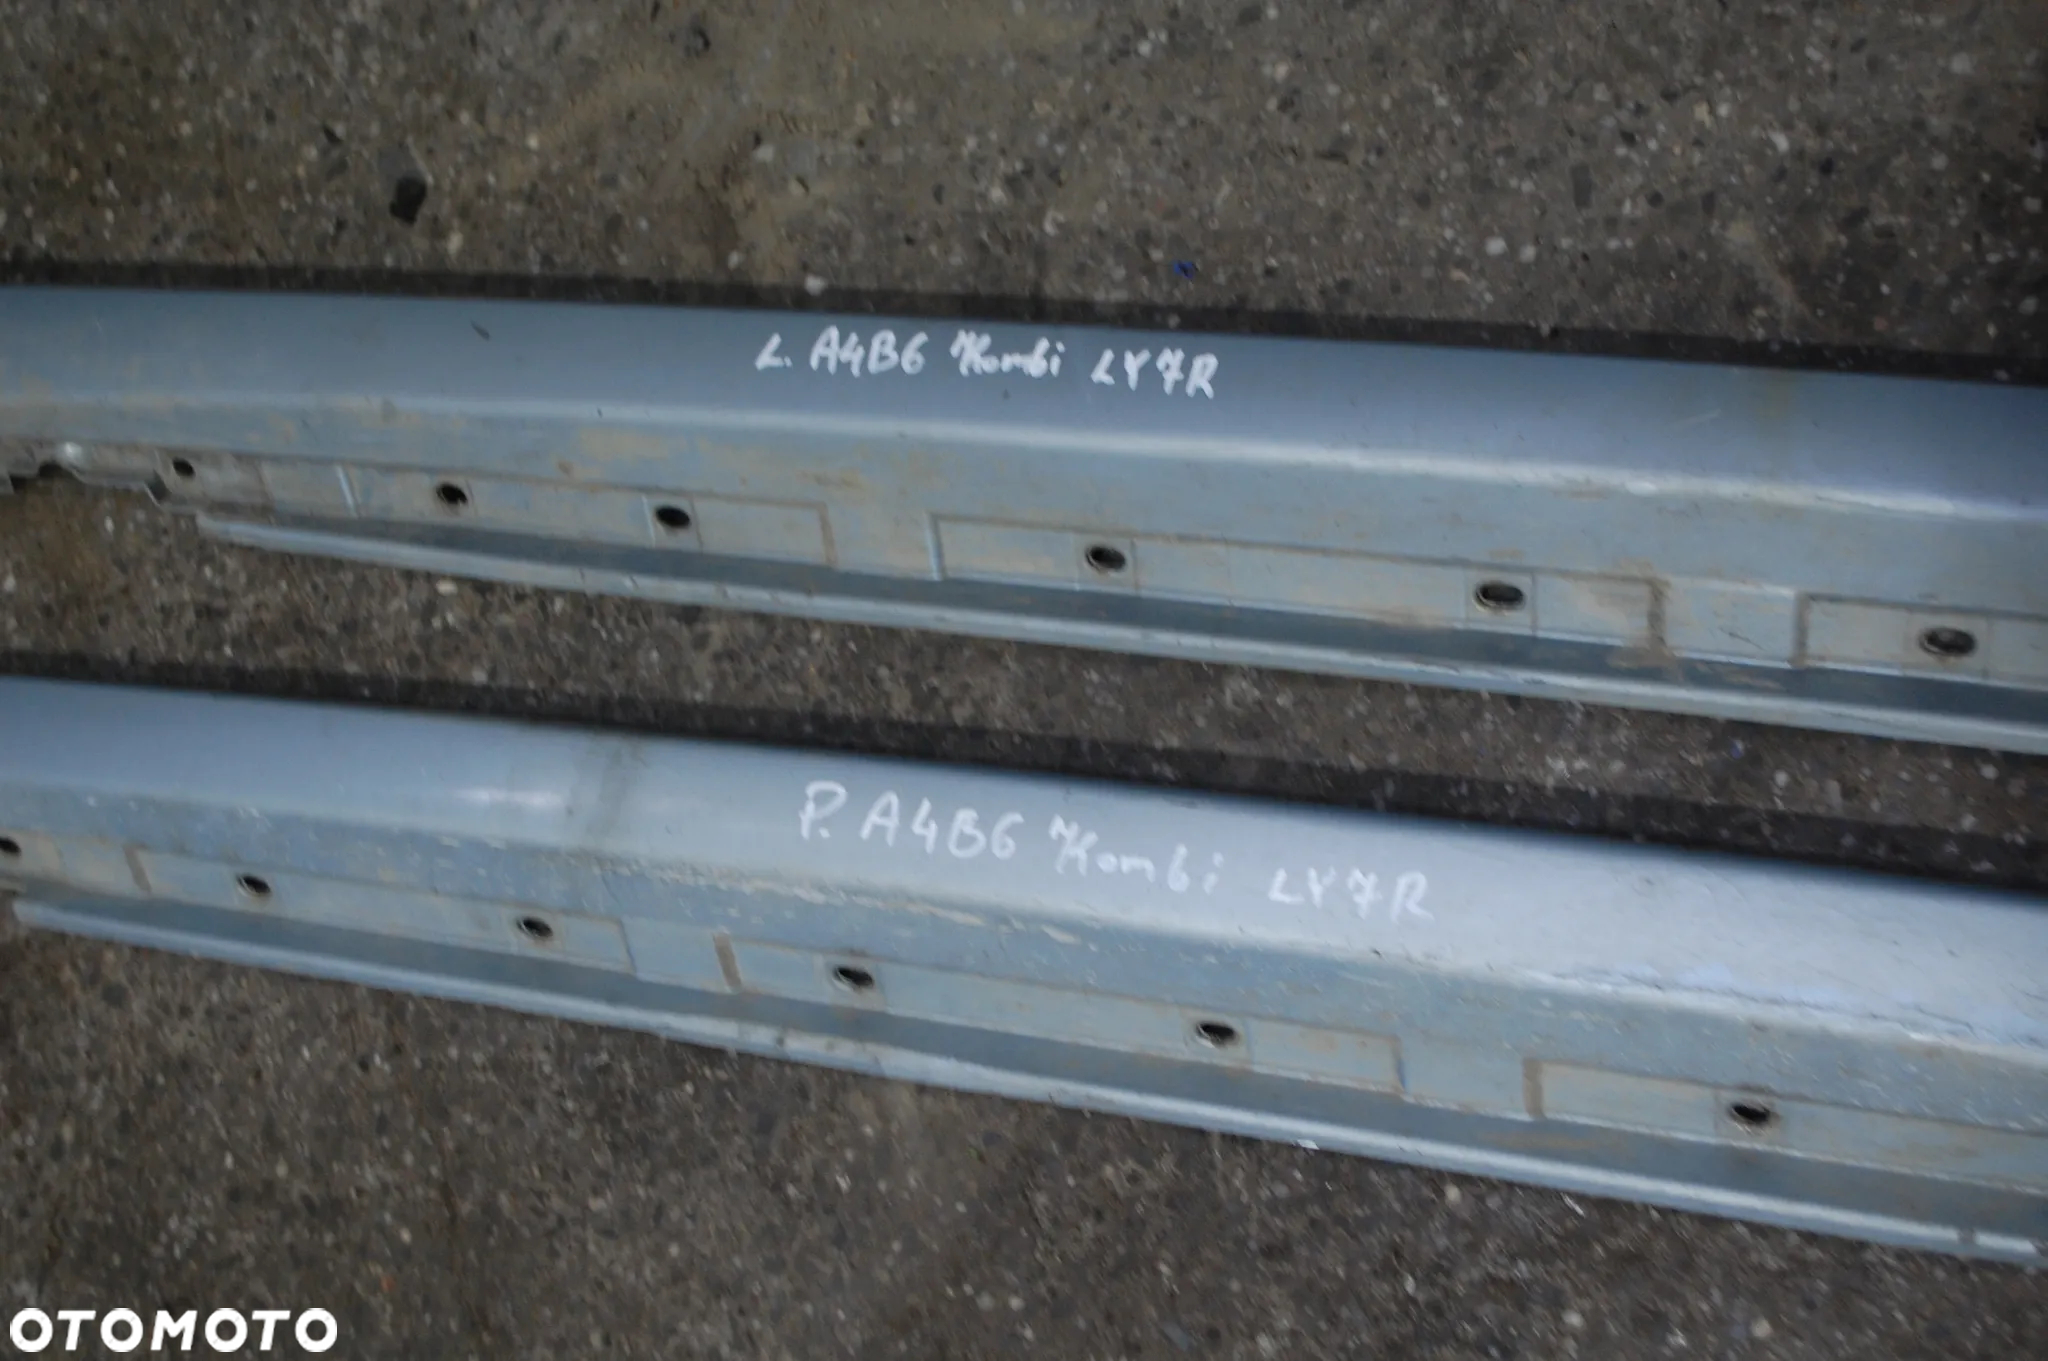 L. A4B6 Kombi LY7R
P. A4B6 Kombi LY7R
OTOMOTO